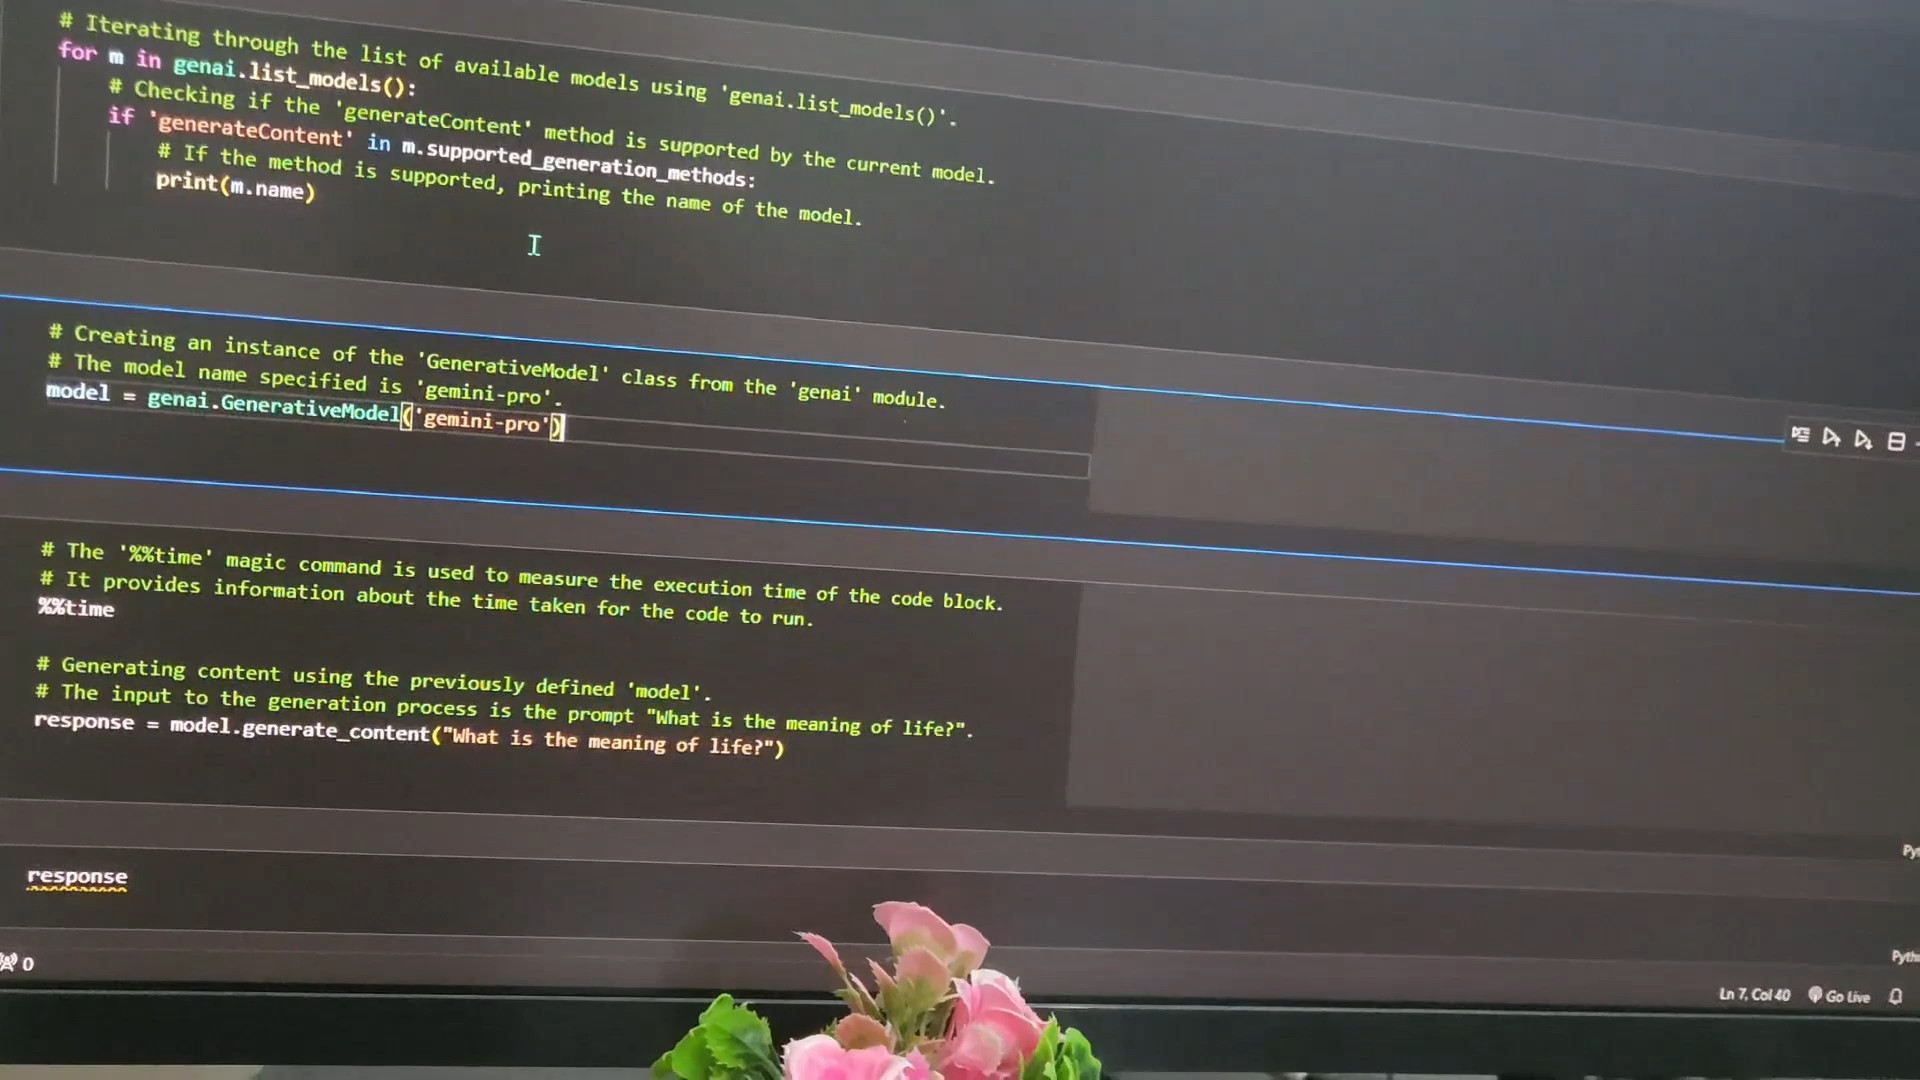 # Iterating through the list of available models using 'genai.list_models()'.
for m in genai.list_models():
# Checking if the 'generateContent' method is supported by the current model.
if 'generateContent' in m.supported_generation_methods:
# If the method is supported, printing the name of the model.
print(m.name)
# Creating an instance of the 'GenerativeModel' class from the 'genai' module.
# The model name specified is 'gemini-pro'.
model = genai.GenerativeModel('gemini-pro')
# The '%%time' magic command is used to measure the execution time of the code block.
# It provides information about the time taken for the code to run.
%%time
# Generating content using the previously defined 'model'.
# The input to the generation process is the prompt "What is the meaning of life?".
response = model.generate_content("What is the meaning of life?")
response
0
Ln 7, Col 40
Go Live